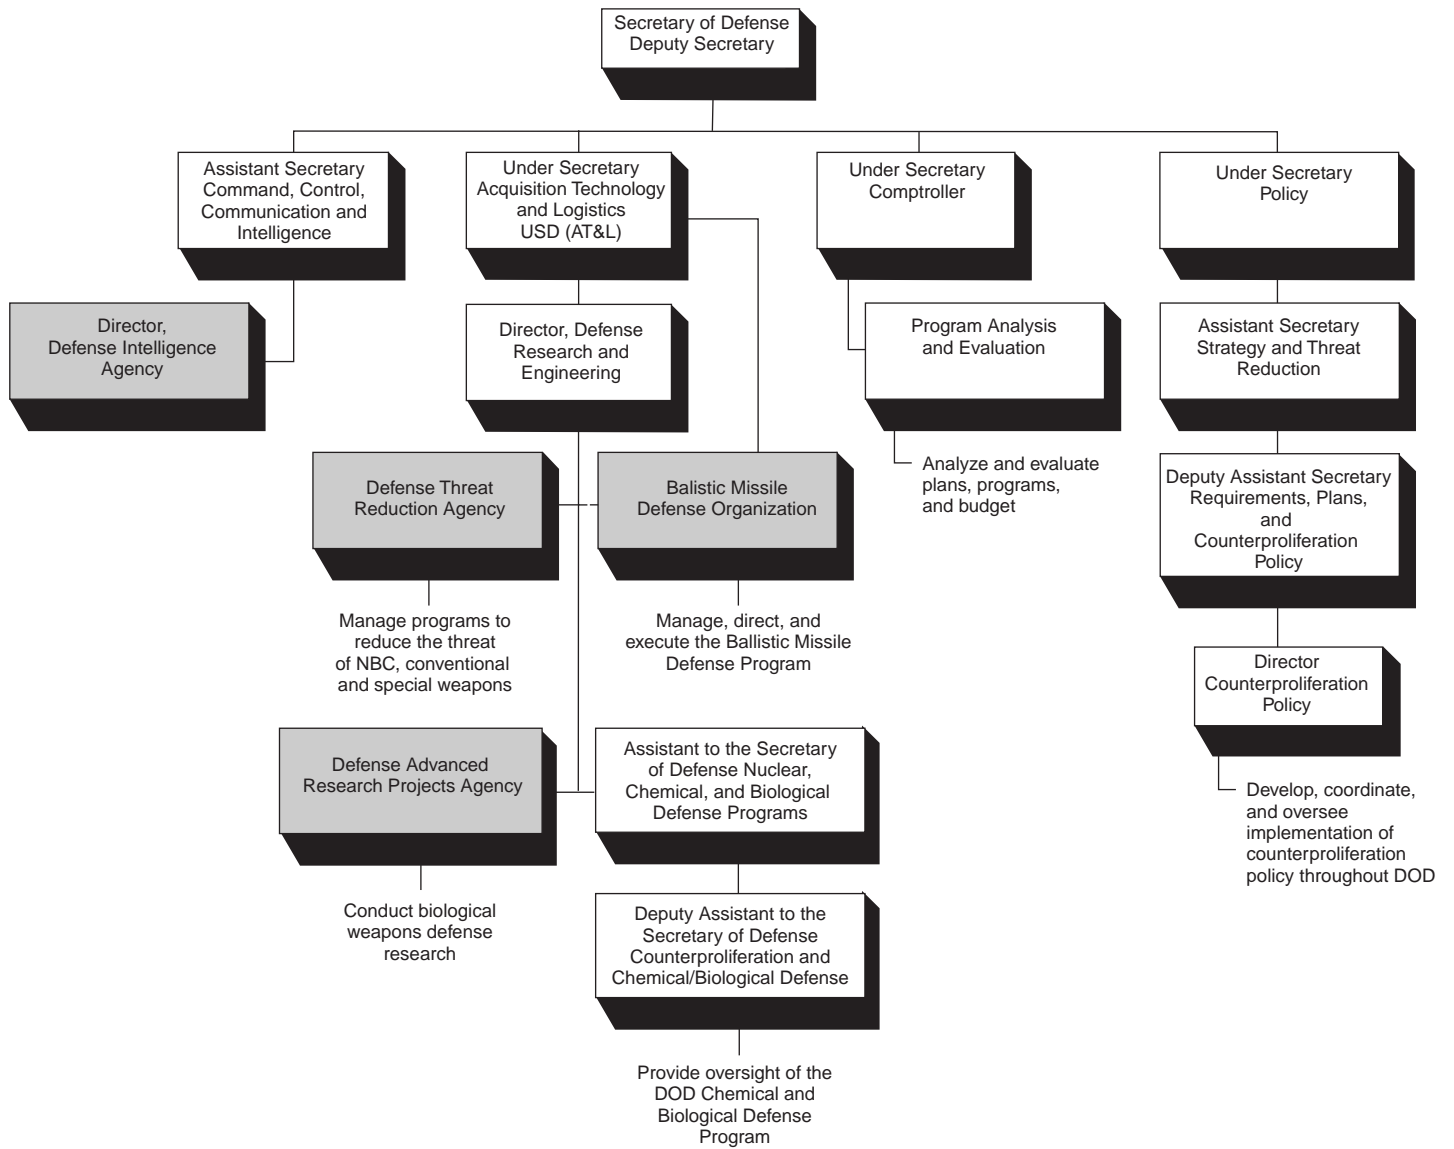 Secretary of Defense
Deputy Secretary
Assistant Secretary
Command, Control,
Communication and
Intelligence
Under Secretary
Acquisition Technology
and Logistics
USD (AT&L)
Under Secretary
Comptroller
Under Secretary
Policy
Director,
Defense Intelligence
Agency
Director, Defense
Research and
Engineering
Program Analysis
and Evaluation
Assistant Secretary
Strategy and Threat
Reduction
Analyze and evaluate
plans, programs,
and budget
Defense Threat
Reduction Agency
Balistic Missile
Defense Organization
Deputy Assistant Secretary
Requirements, Plans,
and
Counterproliferation
Policy
Manage programs to
reduce the threat
of NBC, conventional
and special weapons
Manage, direct, and
execute the Ballistic Missile
Defense Program
Director
Counterproliferation
Policy
Defense Advanced
Research Projects Agency
Assistant to the Secretary
of Defense Nuclear,
Chemical, and Biological
Defense Programs
Develop, coordinate,
and oversee
implementation of
counterproliferation
policy throughout DOD
Conduct biological
weapons defense
research
Deputy Assistant to the
Secretary of Defense
Counterproliferation and
Chemical/Biological Defense
Provide oversight of the
DOD Chemical and
Biological Defense
Program